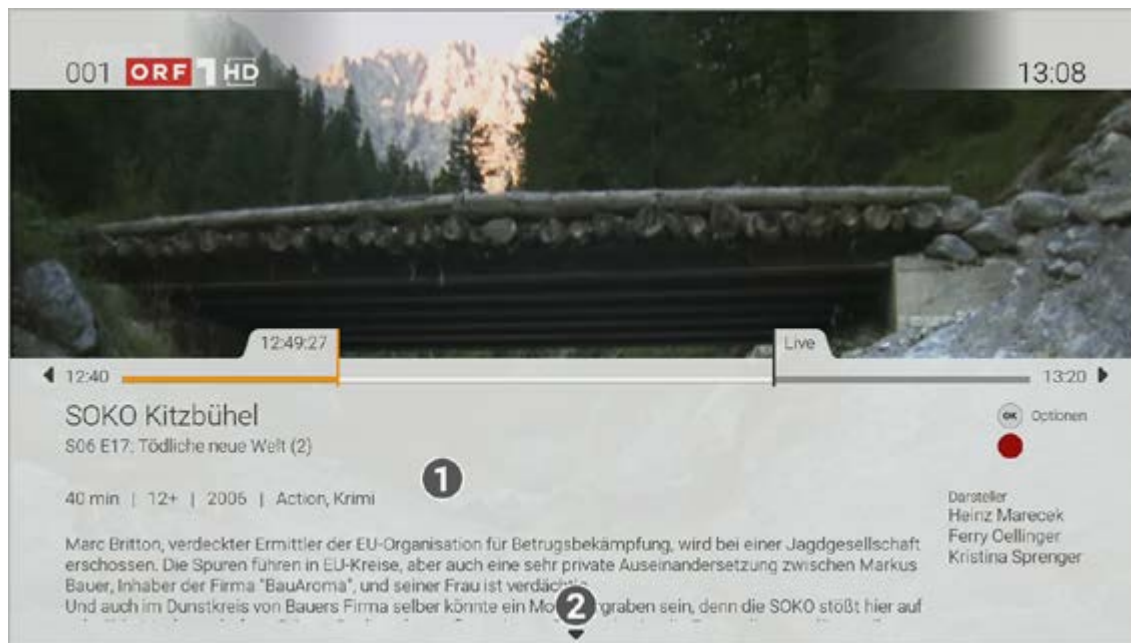 001 ORF 1 HD
13:08
12:49:27
Live
12:40
13:20
SOKO Kitzbühel
OK Optionen
S06 E17: Tödliche neue Welt (2)
1
40 min | 12+ | 2006 | Action, Krimi
Darsteller
Heinz Marecek
Ferry Oellinger
Kristina Sprenger
Marc Britton, verdeckter Ermittler der EU-Organisation für Betrugsbekämpfung, wird bei einer Jagdgesellschaft
erschossen. Die Spuren führen in EU-Kreise, aber auch eine sehr private Auseinandersetzung zwischen Markus
Bauer, Inhaber der Firma "BauAroma", und seiner Frau ist
Und auch im Dunstkreis von Bauers Firma selber könnte ein sein, denn die SOKO stößt hier auf
2